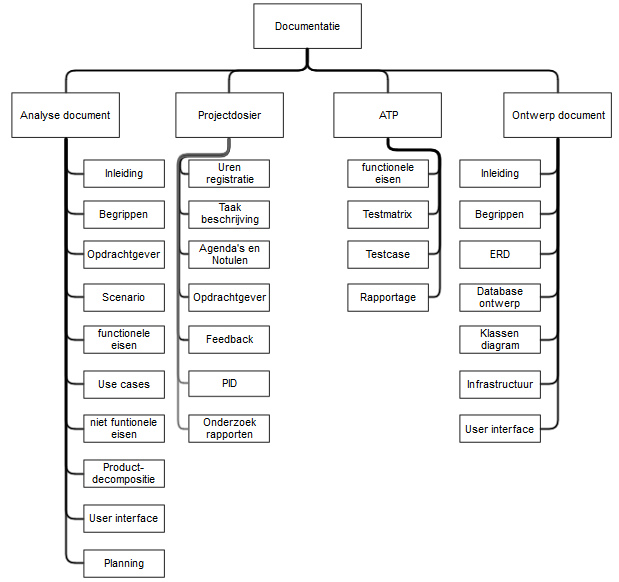 Documentatie
Analyse document
Projectdosier
ATP
Ontwerp document
Inleiding
Begrippen
Opdrachtgever
Scenario
functionele
eisen
Use cases
niet funtionele
eisen
Product-
decompositie
User interface
Planning
Uren
registratie
Taak
beschrijving
Agenda's en
Notulen
Opdrachtgever
Feedback
PID
Onderzoek
rapporten
functionele
eisen
Testmatrix
Testcase
Rapportage
Inleiding
Begrippen
ERD
Database
ontwerp
Klassen
diagram
Infrastructuur
User interface